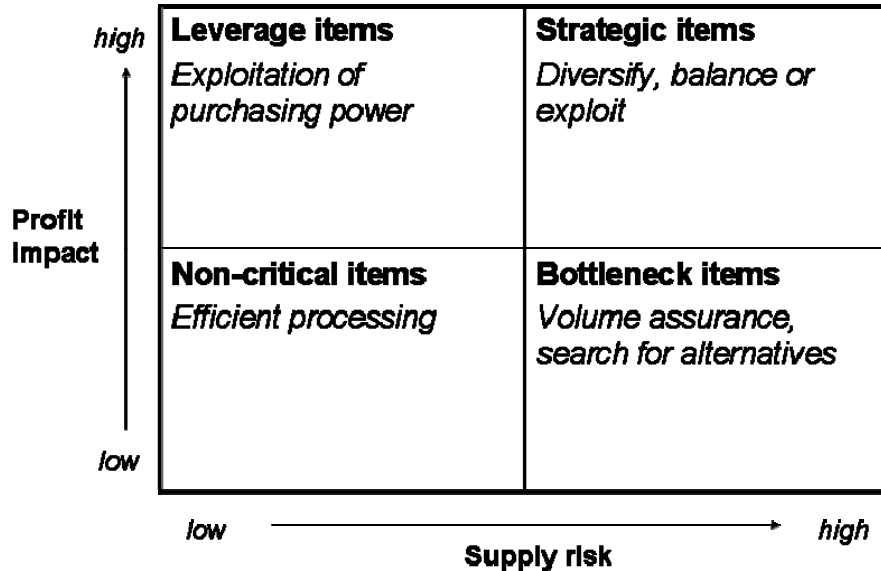 high
Leverage items
Exploitation of
purchasing power
Strategic items
Diversify, balance or
exploit
Profit
Impact
Non-critical items
Efficient processing
Bottleneck items
Volume assurance,
search for alternatives
low
low
high
Supply risk